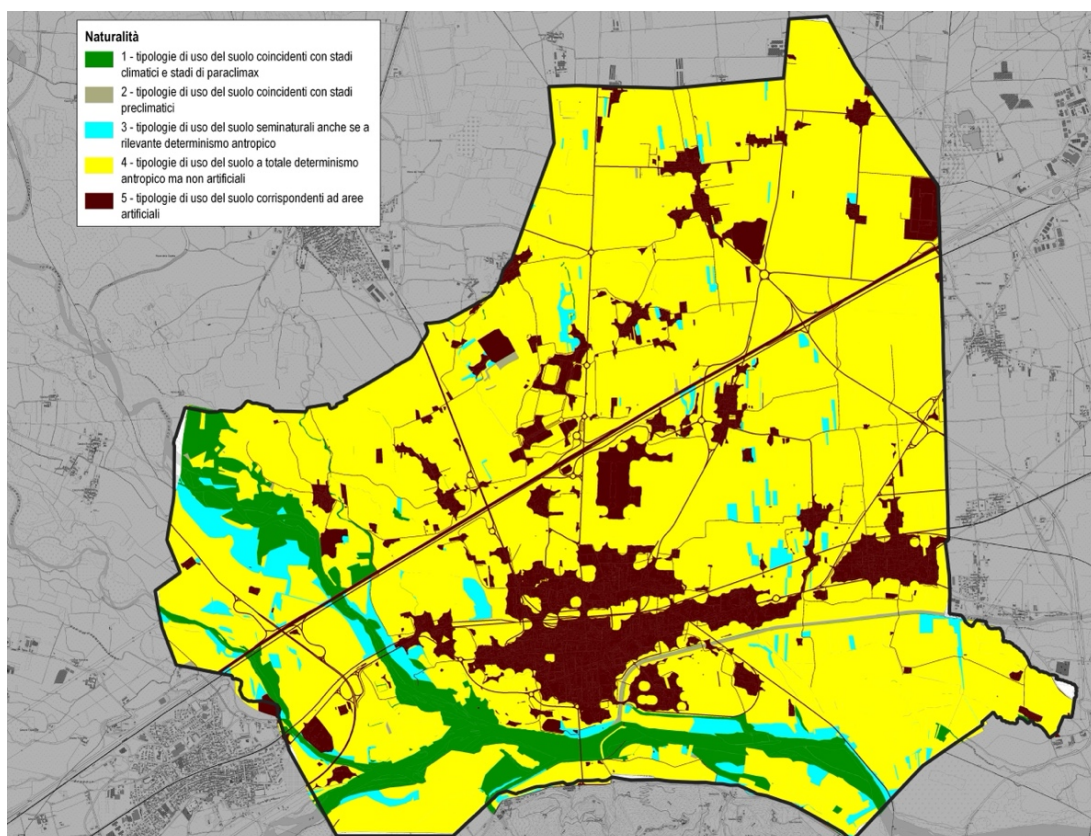 Naturalità
1 - tipologie di uso del suolo coincidenti con stadi
climatici e stadi di paraclimax
2 - tipologie di uso del suolo coincidenti con stadi
preclimatici
3 - tipologie di uso del suolo seminaturali anche se a
rilevante determinismo antropico
4 - tipologie di uso del suolo a totale determinismo
antropico ma non artificiali
5 - tipologie di uso del suolo corrispondenti ad aree
artificiali